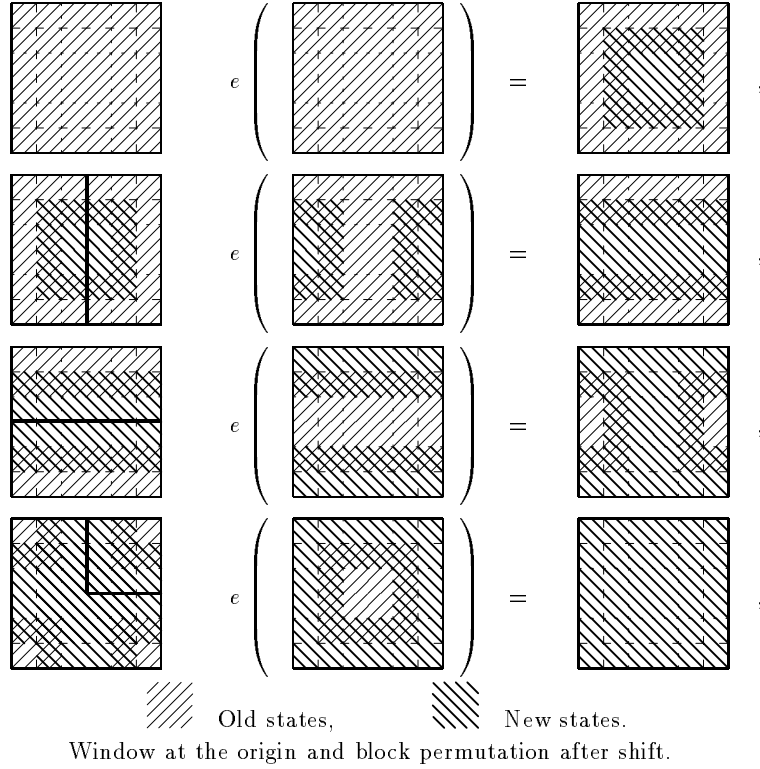 e ( ) = ,
e ( ) = ,
e ( ) = ,
e ( ) = ,
Old states, New states.
Window at the origin and block permutation after shift.